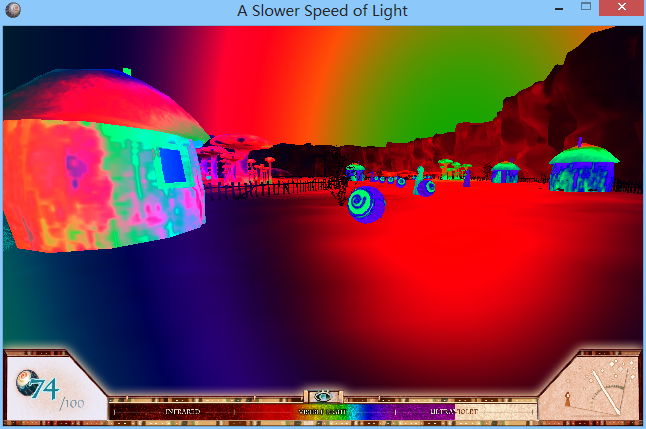 A Slower Speed of Light
74/100
INFRARED
VISIBLE LIGHT
ULTRAVIOLET